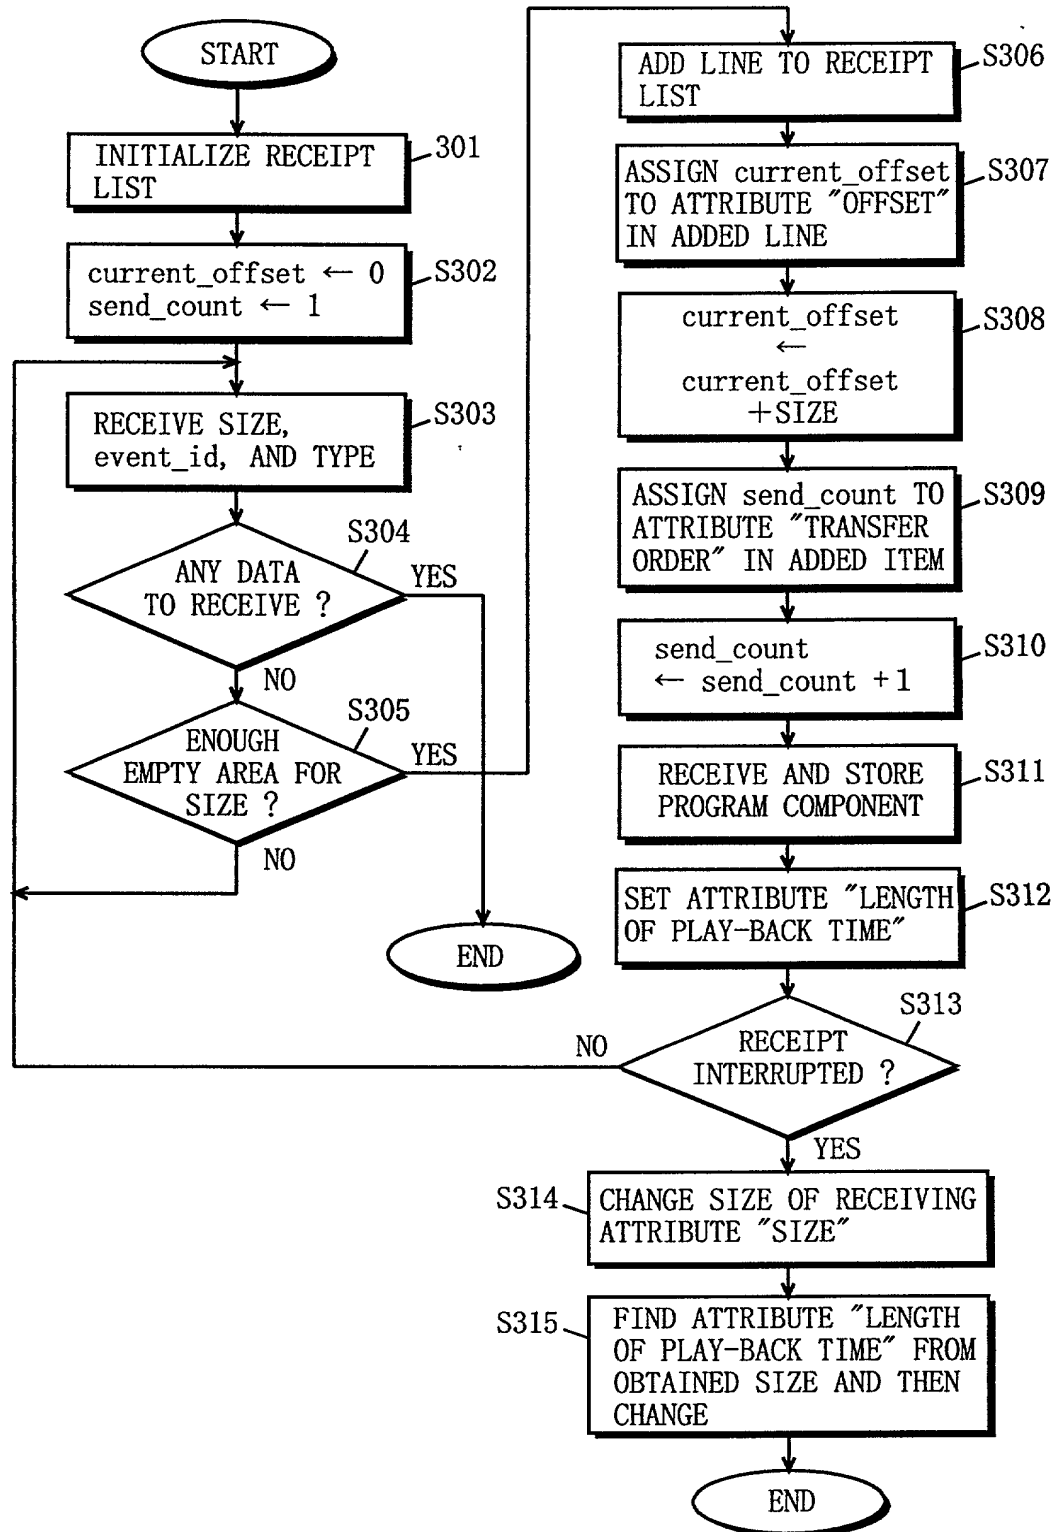 START
INITIALIZE RECEIPT
LIST
301
current_offset ← 0
send_count ← 1
S302
RECEIVE SIZE,
event_id, AND TYPE
S303
S304
ANY DATA
TO RECEIVE ?
YES
NO
S305
ENOUGH
EMPTY AREA FOR
SIZE ?
YES
NO
END
ADD LINE TO RECEIPT
LIST
S306
ASSIGN current_offset
TO ATTRIBUTE "OFFSET"
IN ADDED LINE
S307
current_offset
←
current_offset
+SIZE
S308
ASSIGN send_count TO
ATTRIBUTE "TRANSFER
ORDER" IN ADDED ITEM
S309
send_count
← send_count +1
S310
RECEIVE AND STORE
PROGRAM COMPONENT
S311
SET ATTRIBUTE "LENGTH
OF PLAY-BACK TIME"
S312
S313
RECEIPT
INTERRUPTED ?
NO
YES
S314
CHANGE SIZE OF RECEIVING
ATTRIBUTE "SIZE"
S315
FIND ATTRIBUTE "LENGTH
OF PLAY-BACK TIME" FROM
OBTAINED SIZE AND THEN
CHANGE
END